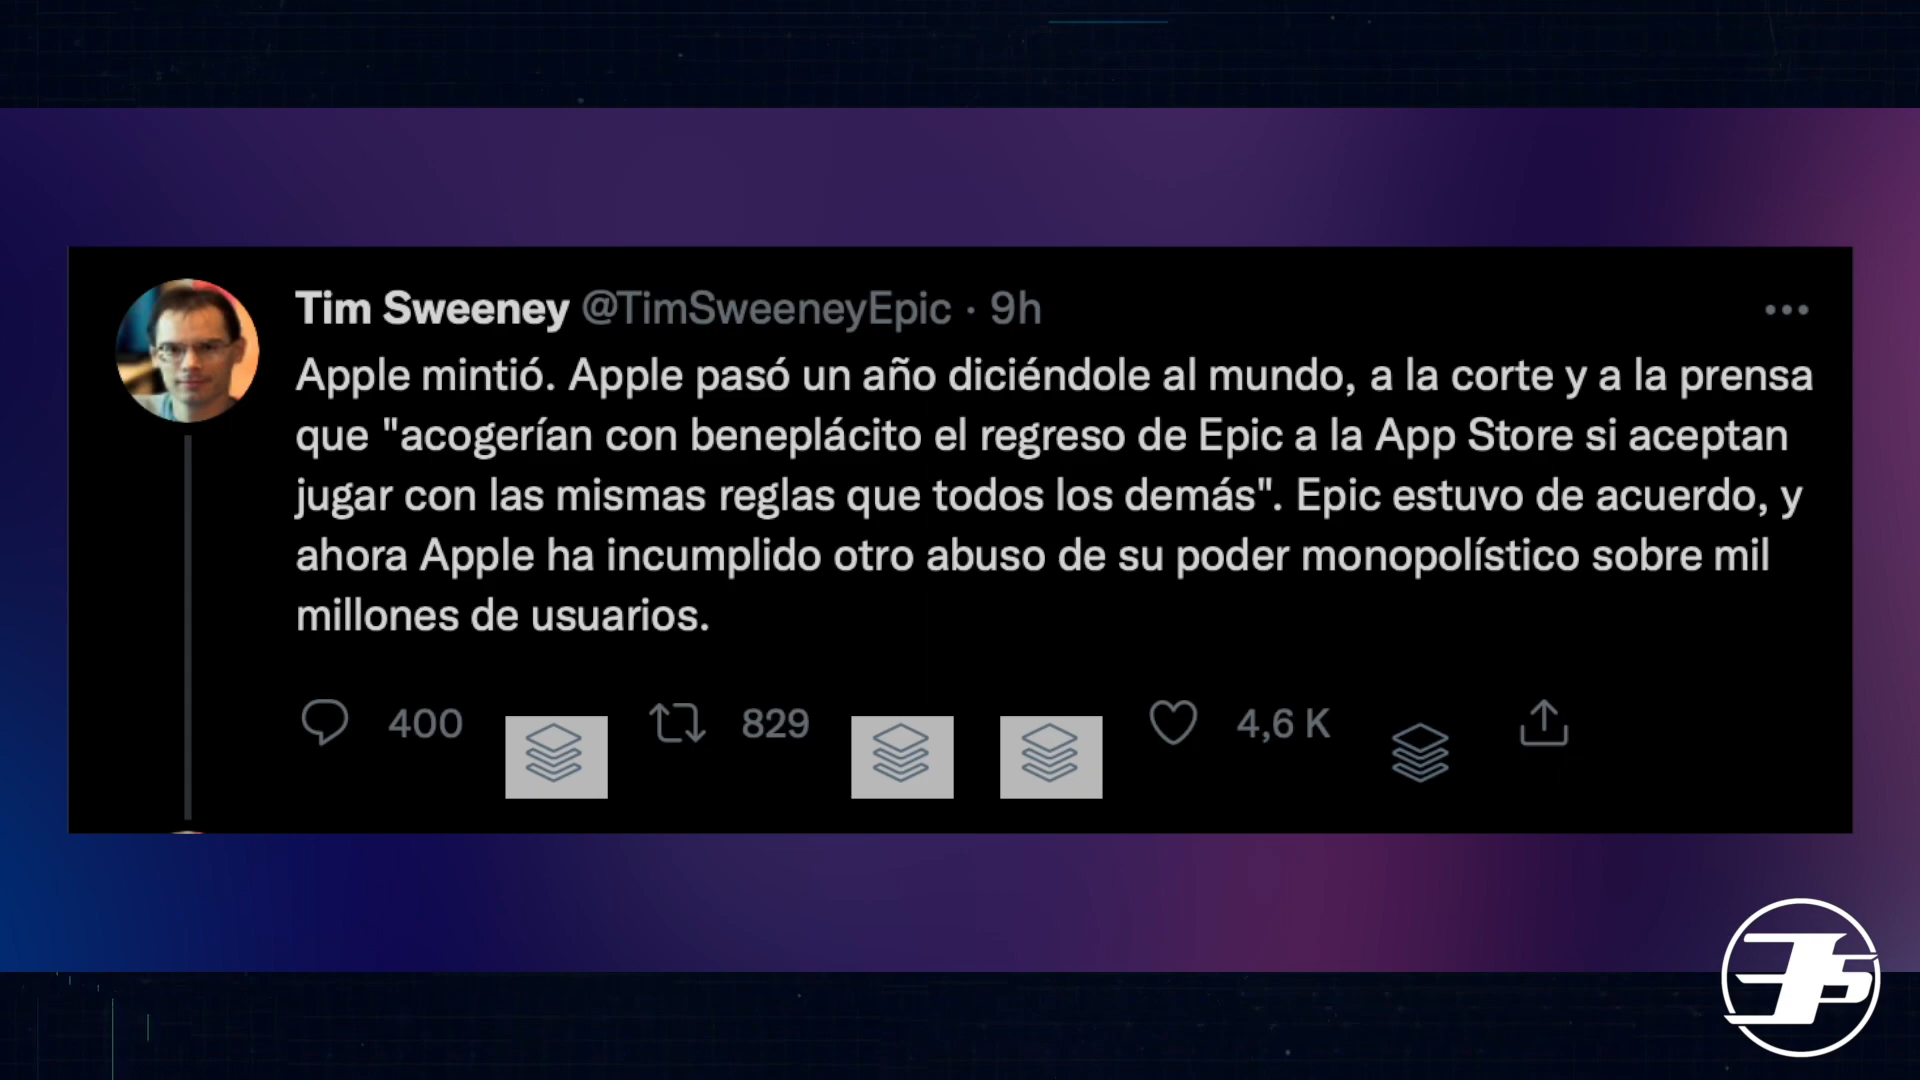 Tim Sweeney @TimSweeneyEpic · 9h
Apple mintió. Apple pasó un año diciéndole al mundo, a la corte y a la prensa
que "acogerían con beneplácito el regreso de Epic a la App Store si aceptan
jugar con las mismas reglas que todos los demás". Epic estuvo de acuerdo, y
ahora Apple ha incumplido otro abuso de su poder monopolístico sobre mil
millones de usuarios.
400 829 4,6 K